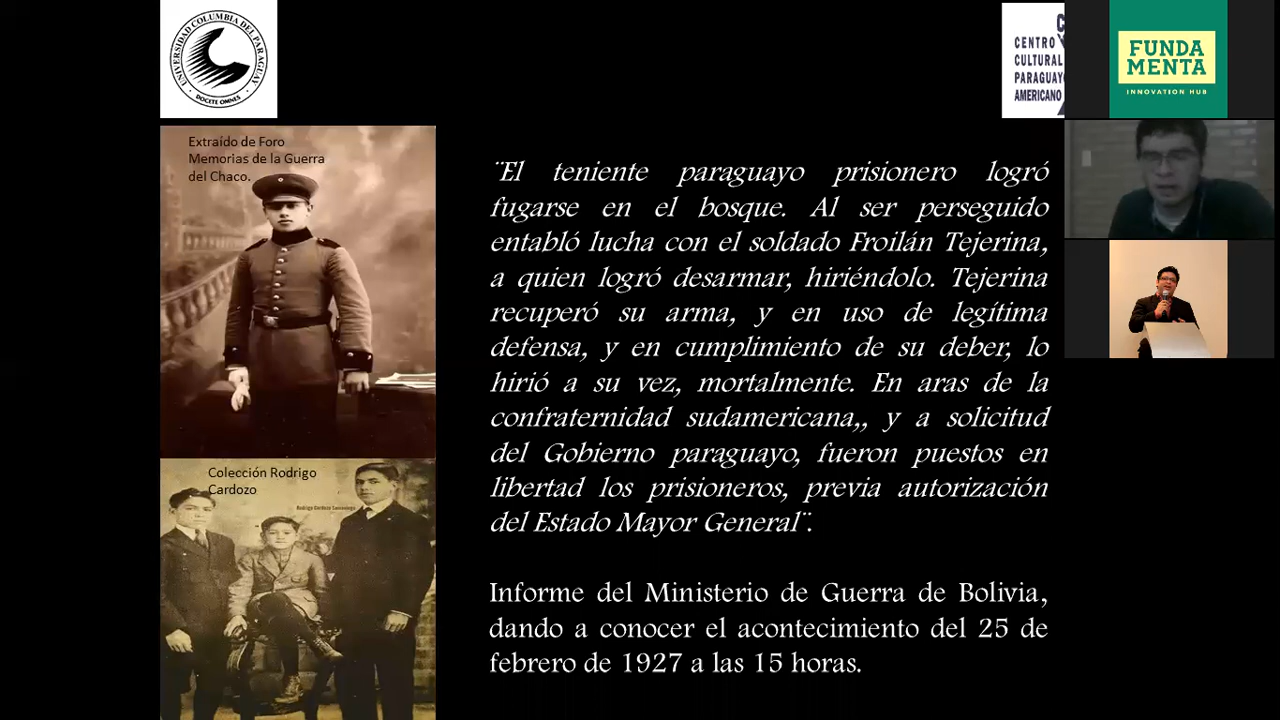 UNIVERSIDAD COLUMBIA DEL PARAGUAY
DOCETE OMNES
CENTRO
CULTURAL
PARAGUAYO
AMERICANO
FUNDA
MENTA
INNOVATION HUB
Extraído de Foro
Memorias de la Guerra
del Chaco.
¨El teniente paraguayo prisionero logró
fugarse en el bosque. Al ser perseguido
entabló lucha con el soldado Froilán Tejerina,
a quien logró desarmar, hiriéndolo. Tejerina
recuperó su arma, y en uso de legítima
defensa, y en cumplimiento de su deber, lo
hirió a su vez, mortalmente. En aras de la
confraternidad sudamericana,, y a solicitud
del Gobierno paraguayo, fueron puestos en
libertad los prisioneros, previa autorización
del Estado Mayor General¨.
Colección Rodrigo
Cardozo
Informe del Ministerio de Guerra de Bolivia,
dando a conocer el acontecimiento del 25 de
febrero de 1927 a las 15 horas.